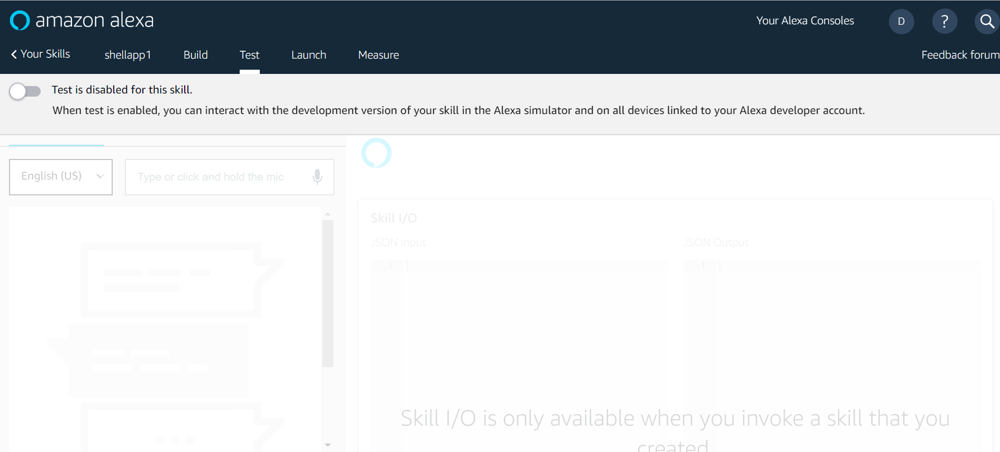 amazon alexa
Your Alexa Consoles
D
?
Your Skills
shellapp1
Build
Test
Launch
Measure
Feedback forum
Test is disabled for this skill.
When test is enabled, you can interact with the development version of your skill in the Alexa simulator and on all devices linked to your Alexa developer account.
English (US)
Type or click and hold the mic
Skill I/O
JSON Input
JSON Output
1
1
Skill I/O is only available when you invoke a skill that you
created